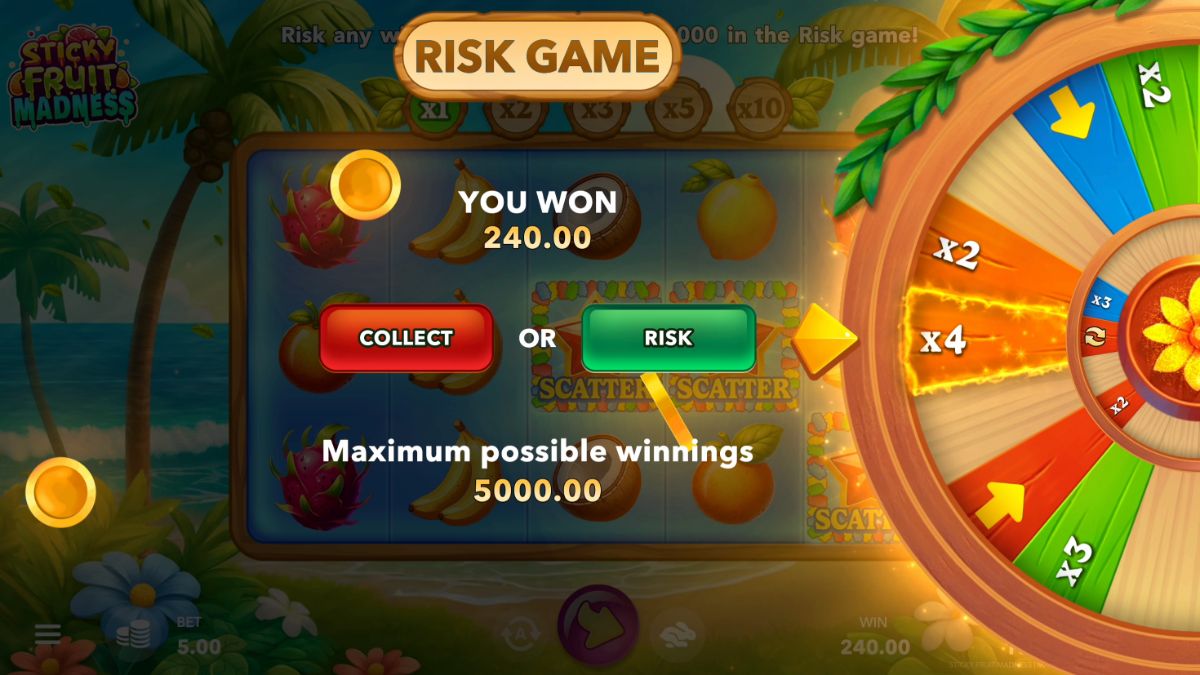 STICKY
FRUIT
MADNESS
Risk any w
000 in the Risk game!
RISK GAME
x1
x2
x3
x5
x10
YOU WON
240.00
COLLECT
OR
RISK
SCATTER
SCATTER
Maximum possible winnings
5000.00
SCAT
x2
x2
x4
x3
x3
x2
BET
5.00
A
WIN
240.00